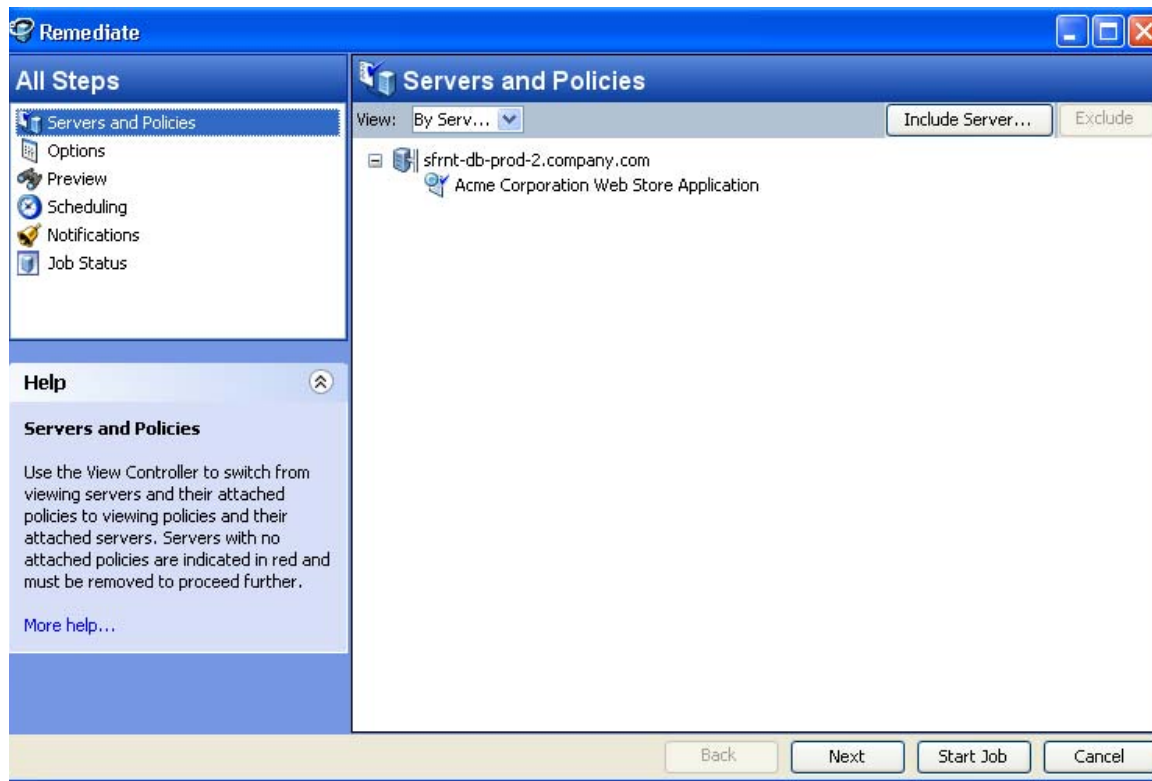 Remediate
All Steps
Servers and Policies
Options
Preview
Scheduling
Notifications
Job Status
Help
Servers and Policies
Use the View Controller to switch from
viewing servers and their attached
policies to viewing policies and their
attached servers. Servers with no
attached policies are indicated in red and
must be removed to proceed further.
More help...
Servers and Policies
View: By Serv...
Include Server...
Exclude
sfrnt-db-prod-2.company.com
Acme Corporation Web Store Application
Back
Next
Start Job
Cancel